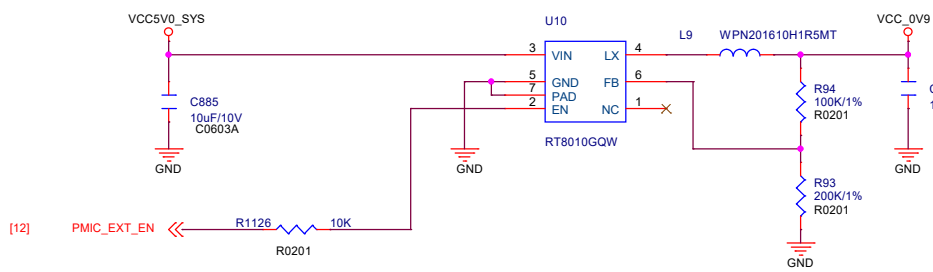 VCC5V0_SYS
U10
VCC_0V9
L9 WPN201610H1R5MT
3 VIN LX 4
5 GND FB 6
7 PAD
2 EN NC 1
RT8010GQW
C885
10uF/10V
C0603A
GND
GND
R94
100K/1%
R0201
C
1
GND
R93
200K/1%
R0201
GND
[12] PMIC_EXT_EN
R1126 10K
R0201